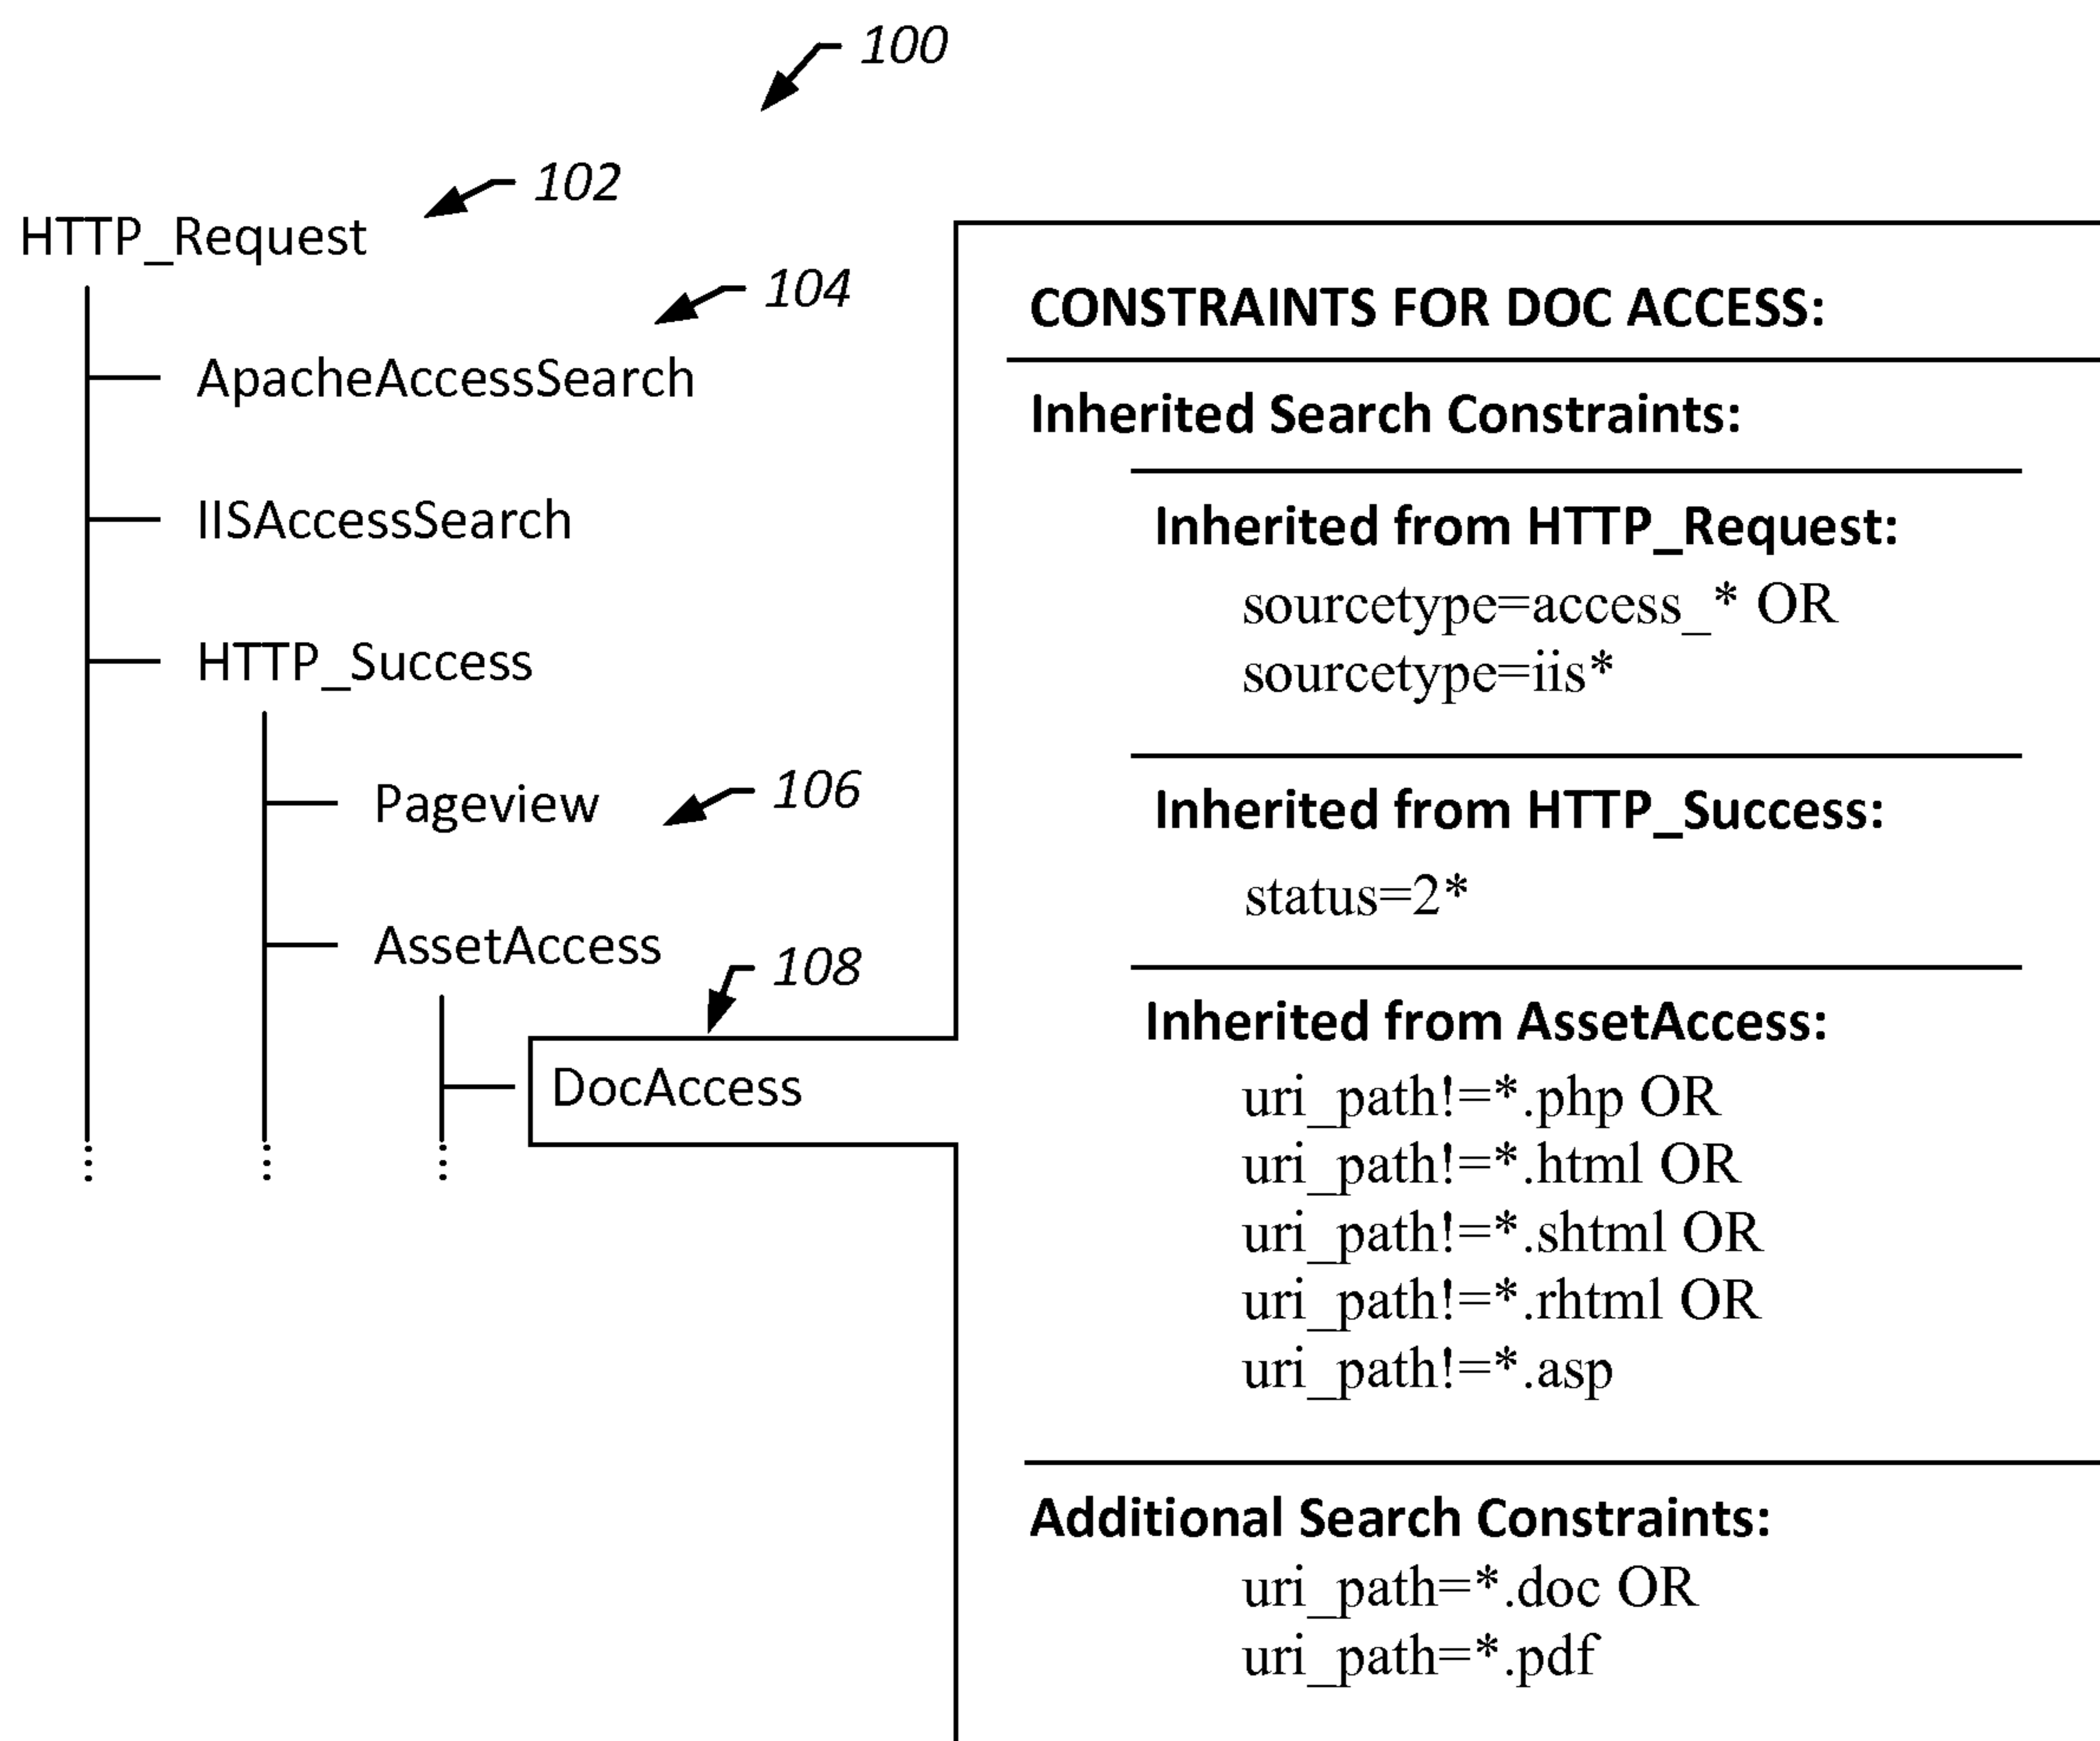 100
102
HTTP_Request
104
ApacheAccessSearch
IISAccessSearch
HTTP_Success
106
Pageview
AssetAccess
108
DocAccess
CONSTRAINTS FOR DOC ACCESS:
Inherited Search Constraints:
Inherited from HTTP_Request:
sourcetype=access_* OR
sourcetype=iis*
Inherited from HTTP_Success:
status=2*
Inherited from AssetAccess:
uri_path!=*.php OR
uri_path!=*.html OR
uri_path!=*.shtml OR
uri_path!=*.rhtml OR
uri_path!=*.asp
Additional Search Constraints:
uri_path=*.doc OR
uri_path=*.pdf